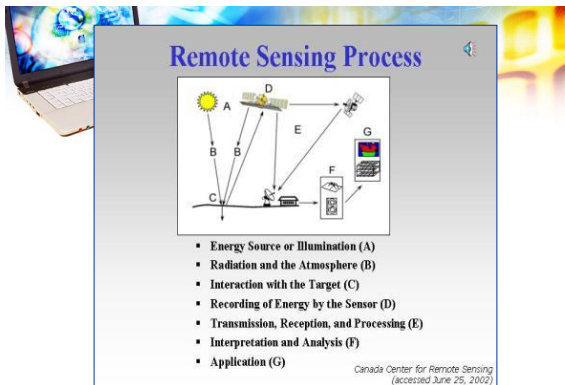 Remote Sensing Process
D
A
E
G
B
B
F
C
▪ Energy Source or Illumination (A)
▪ Radiation and the Atmosphere (B)
▪ Interaction with the Target (C)
▪ Recording of Energy by the Sensor (D)
▪ Transmission, Reception, and Processing (E)
▪ Interpretation and Analysis (F)
▪ Application (G)
Canada Center for Remote Sensing
(accessed June 25, 2002)